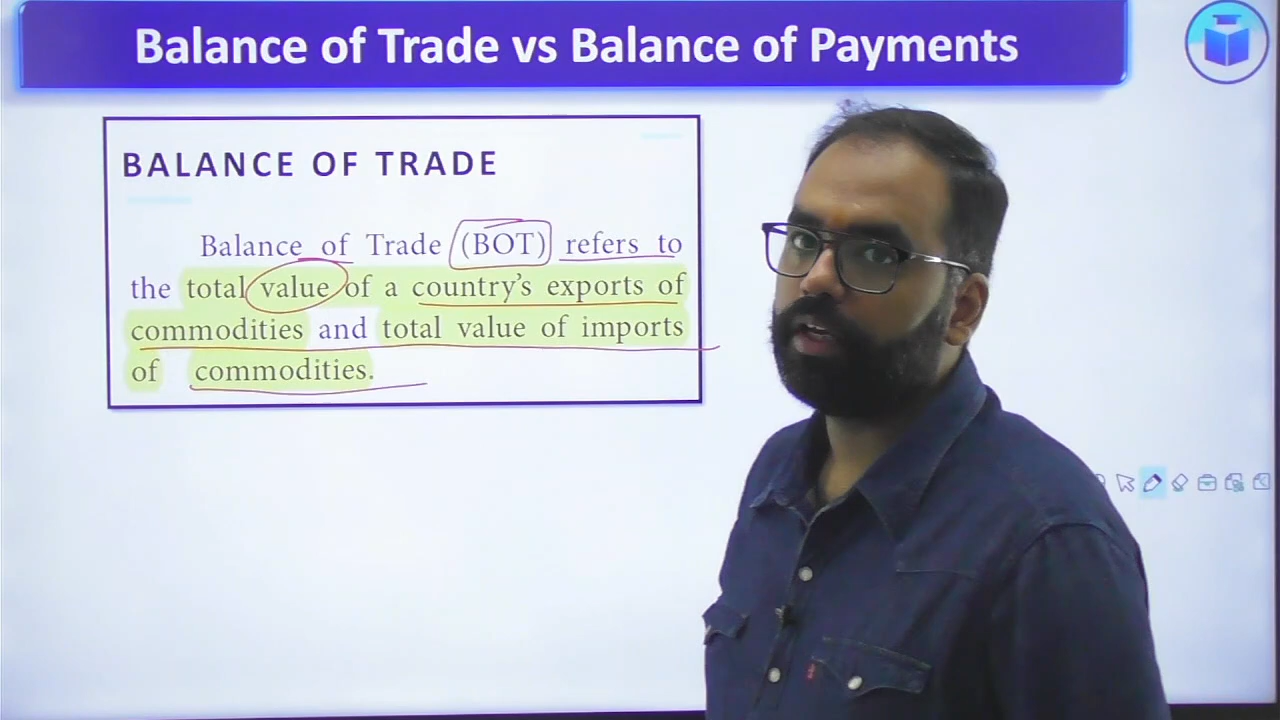 Balance of Trade vs Balance of Payments
BALANCE OF TRADE
Balance of Trade (BOT) refers to
the total value of a country's exports of
commodities and total value of imports
of commodities.